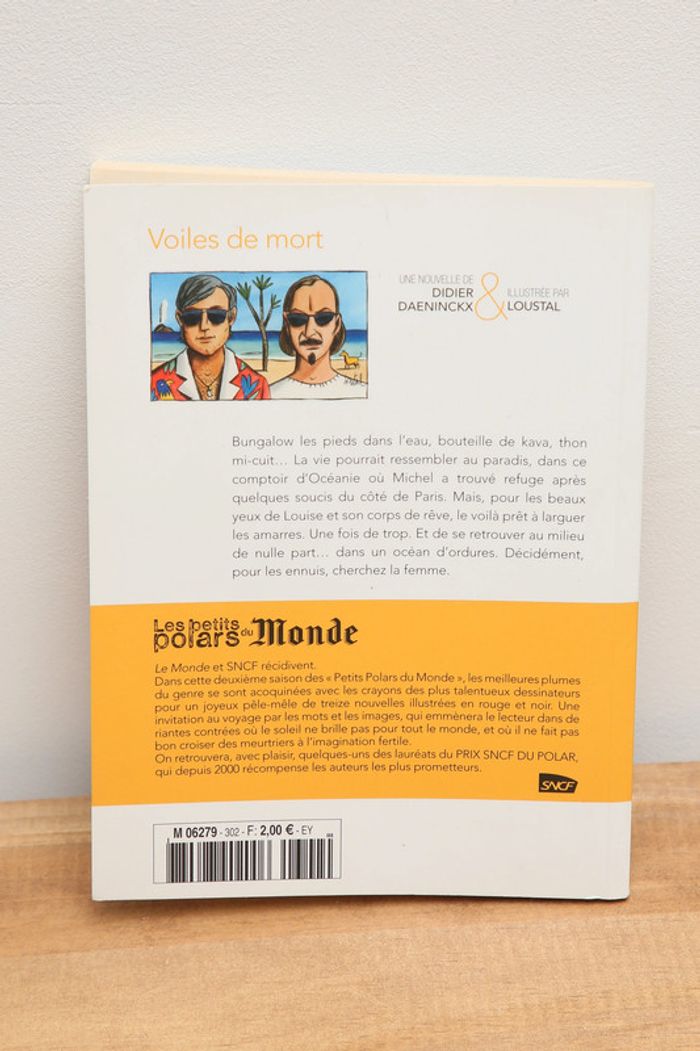 Voiles de mort
UNE NOUVELLE DE
DIDIER
DAENINCKX
&
ILLUSTRÉE PAR
LOUSTAL
Bungalow les pieds dans l'eau, bouteille de kava, thon
mi-cuit... La vie pourrait ressembler au paradis, dans ce
comptoir d'Océanie où Michel a trouvé refuge après
quelques soucis du côté de Paris. Mais, pour les beaux
yeux de Louise et son corps de rêve, le voilà prêt à larguer
les amarres. Une fois de trop. Et de se retrouver au milieu
de nulle part... dans un océan d'ordures. Décidément,
pour les ennuis, cherchez la femme.
Les petits
polars du Monde
Le Monde et SNCF récidivent.
Dans cette deuxième saison des « Petits Polars du Monde », les meilleures plumes
du genre se sont acoquinées avec les crayons des plus talentueux dessinateurs
pour un joyeux pèle-mêle de treize nouvelles illustrées en rouge et noir. Une
invitation au voyage par les mots et les images, qui emmènera le lecteur dans de
riantes contrées où le soleil ne brille pas pour tout le monde, et où il ne fait pas
bon croiser des meurtriers à l'imagination fertile.
On retrouvera, avec plaisir, quelques-uns des lauréats du PRIX SNCF DU POLAR,
qui depuis 2000 récompense les auteurs les plus prometteurs.
SNCF
M 06279 - 302 - F: 2,00 € - EY